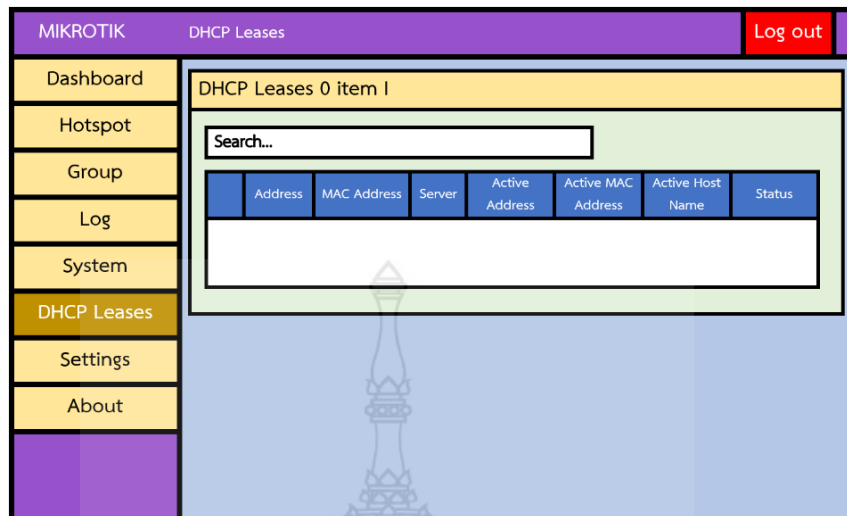 MIKROTIK DHCP Leases Log out
Dashboard
Hotspot
Group
Log
System
DHCP Leases
Settings
About
DHCP Leases 0 item l
Search...
Address MAC Address Server Active Address Active MAC Address Active Host Name Status